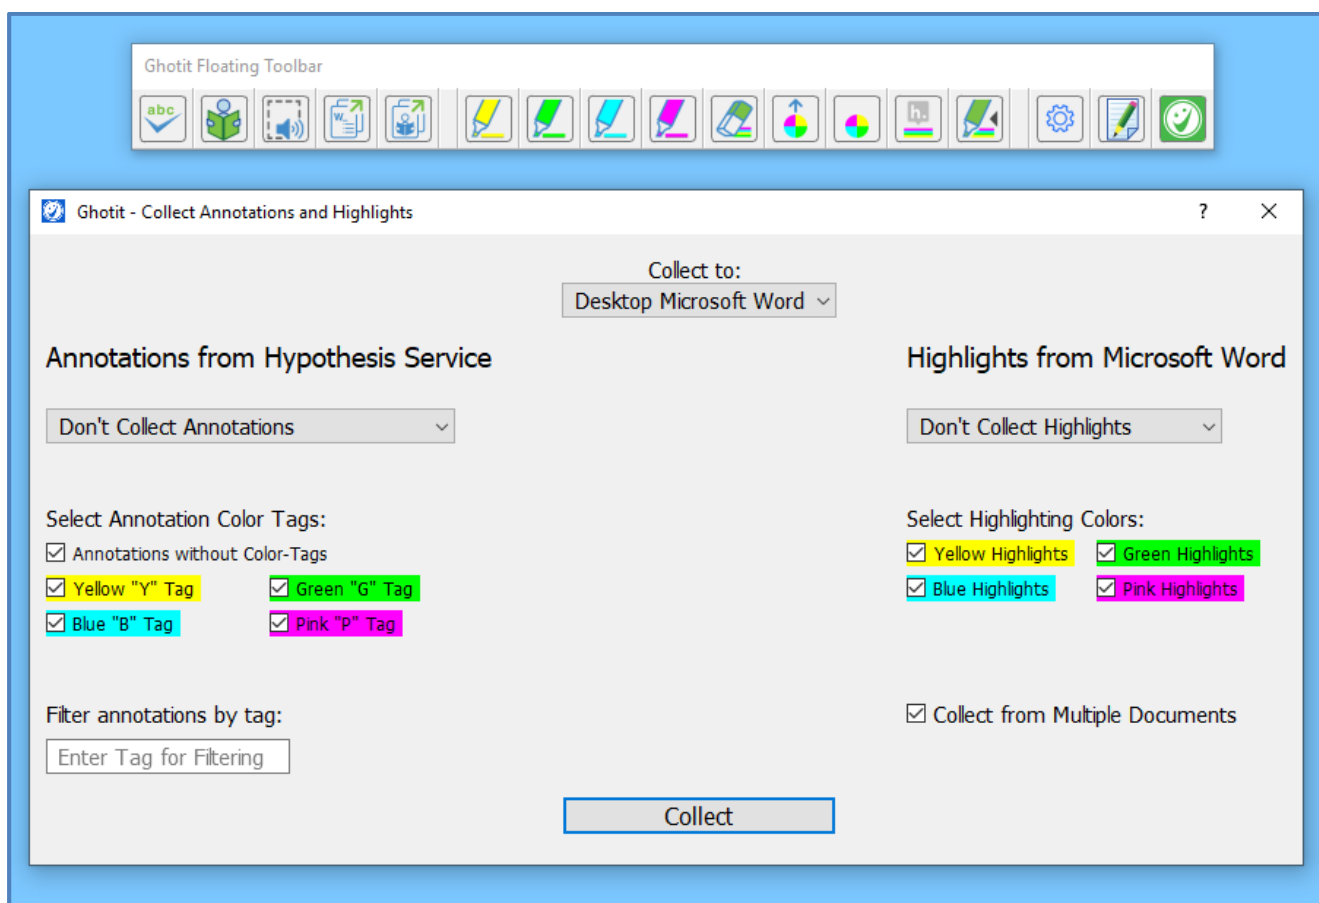 Ghotit Floating Toolbar
abc
W
h.
Ghotit - Collect Annotations and Highlights
?
Collect to:
Desktop Microsoft Word
Annotations from Hypothesis Service
Highlights from Microsoft Word
Don't Collect Annotations
Don't Collect Highlights
Select Annotation Color Tags:
Select Highlighting Colors:
Annotations without Color-Tags
Yellow Highlights
Green Highlights
Yellow "Y" Tag
Green "G" Tag
Blue Highlights
Pink Highlights
Blue "B" Tag
Pink "P" Tag
Filter annotations by tag:
Collect from Multiple Documents
Enter Tag for Filtering
Collect